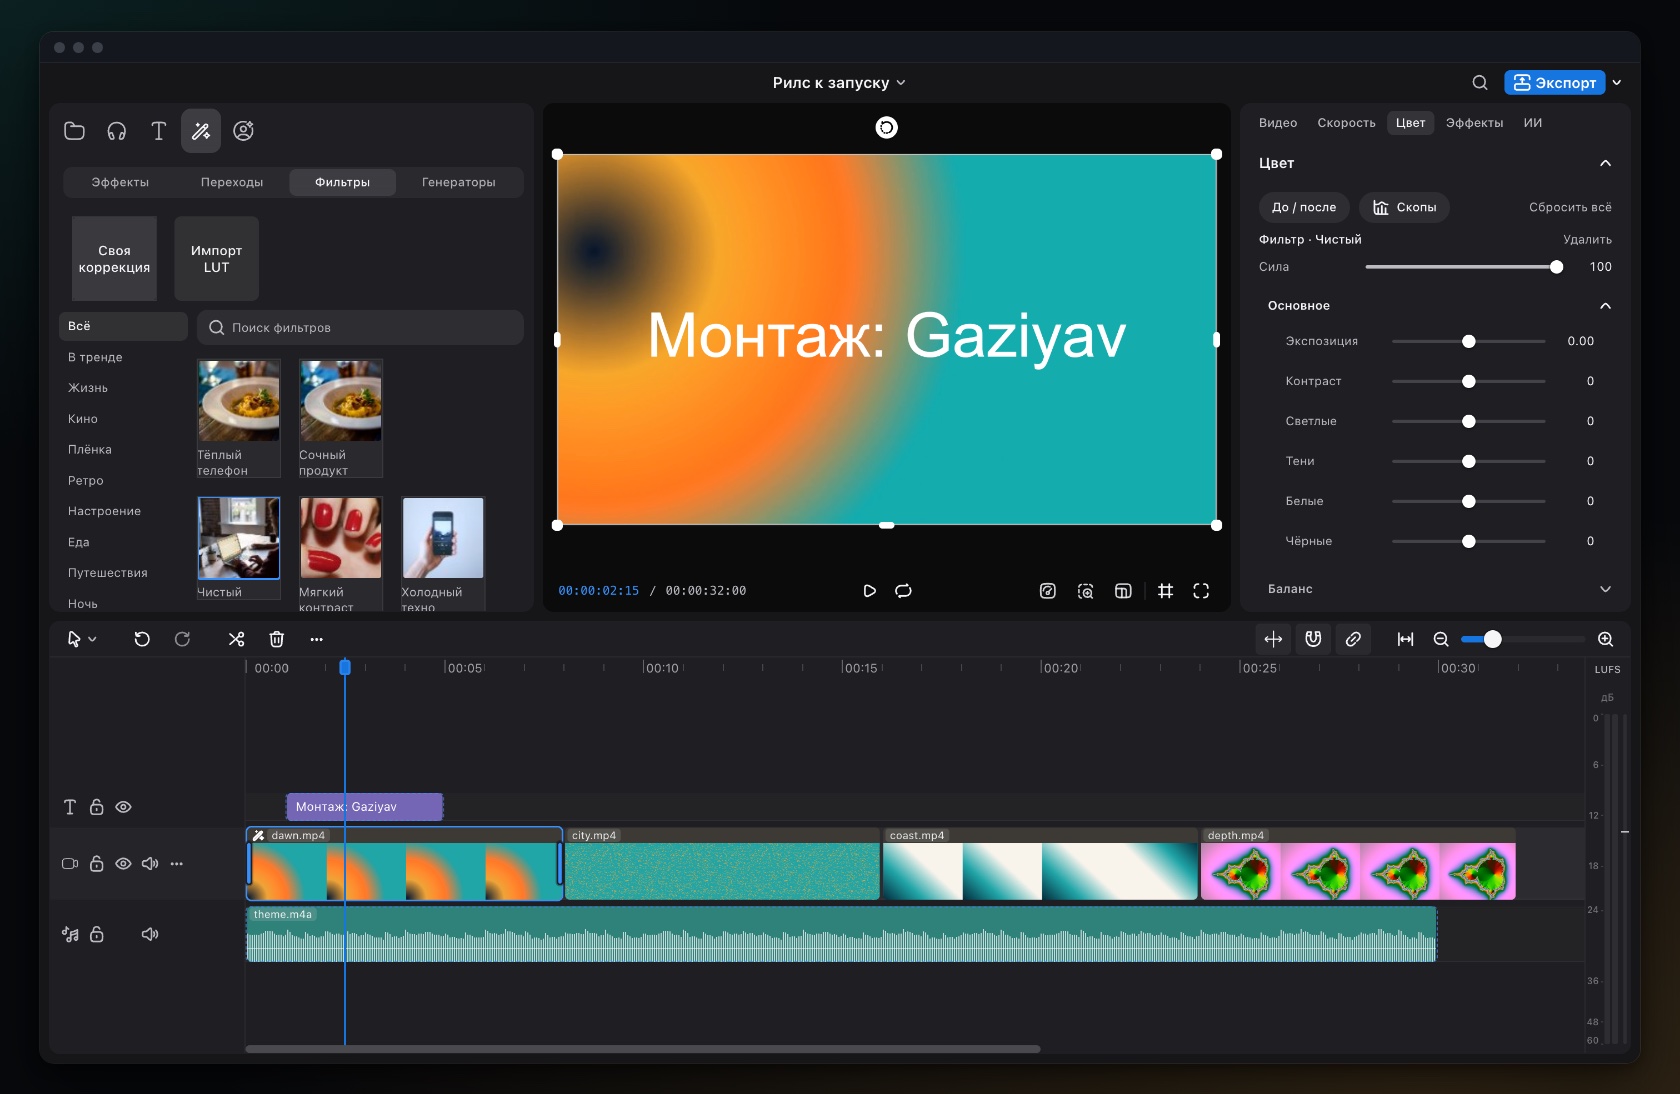 Рилс к запуску
Экспорт
Эффекты
Переходы
Фильтры
Генераторы
Своя
коррекция
Импорт
LUT
Всё
Поиск фильтров
В тренде
Жизнь
Кино
Плёнка
Ретро
Настроение
Еда
Путешествия
Ночь
Тёплый
телефон
Сочный
продукт
Чистый
Мягкий
контраст
Холодный
техно
Монтаж: Gaziyav
00:00:02:15 / 00:00:32:00
Видео
Скорость
Цвет
Эффекты
ИИ
Цвет
До / после
Скопы
Сбросить всё
Фильтр · Чистый
Удалить
Сила
100
Основное
Экспозиция
0.00
Контраст
0
Светлые
0
Тени
0
Белые
0
Чёрные
0
Баланс
00:00
00:05
00:10
00:15
00:20
00:25
00:30
LUFS
дБ
0
6
12
18
24
36
48
60
Монтаж: Gaziyav
dawn.mp4
city.mp4
coast.mp4
depth.mp4
theme.m4a